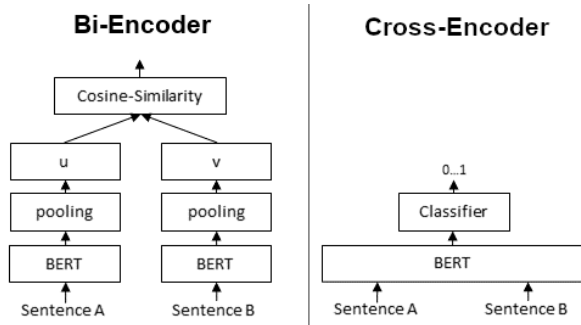 Bi-Encoder
Cosine-Similarity
u v
pooling pooling
BERT BERT
Sentence A Sentence B
Cross-Encoder
0...1
Classifier
BERT
Sentence A Sentence B